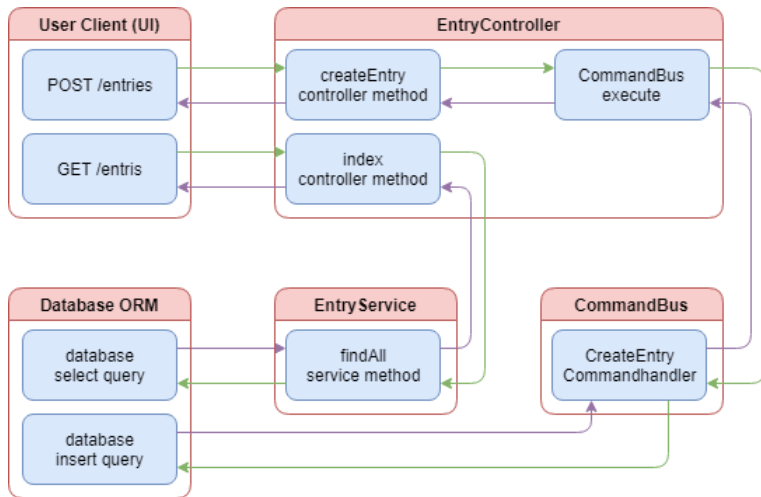 User Client (UI)
POST /entries
GET /entris
EntryController
createEntry
controller method
CommandBus
execute
index
controller method
Database ORM
database
select query
database
insert query
EntryService
findAll
service method
CommandBus
CreateEntry
Commandhandler